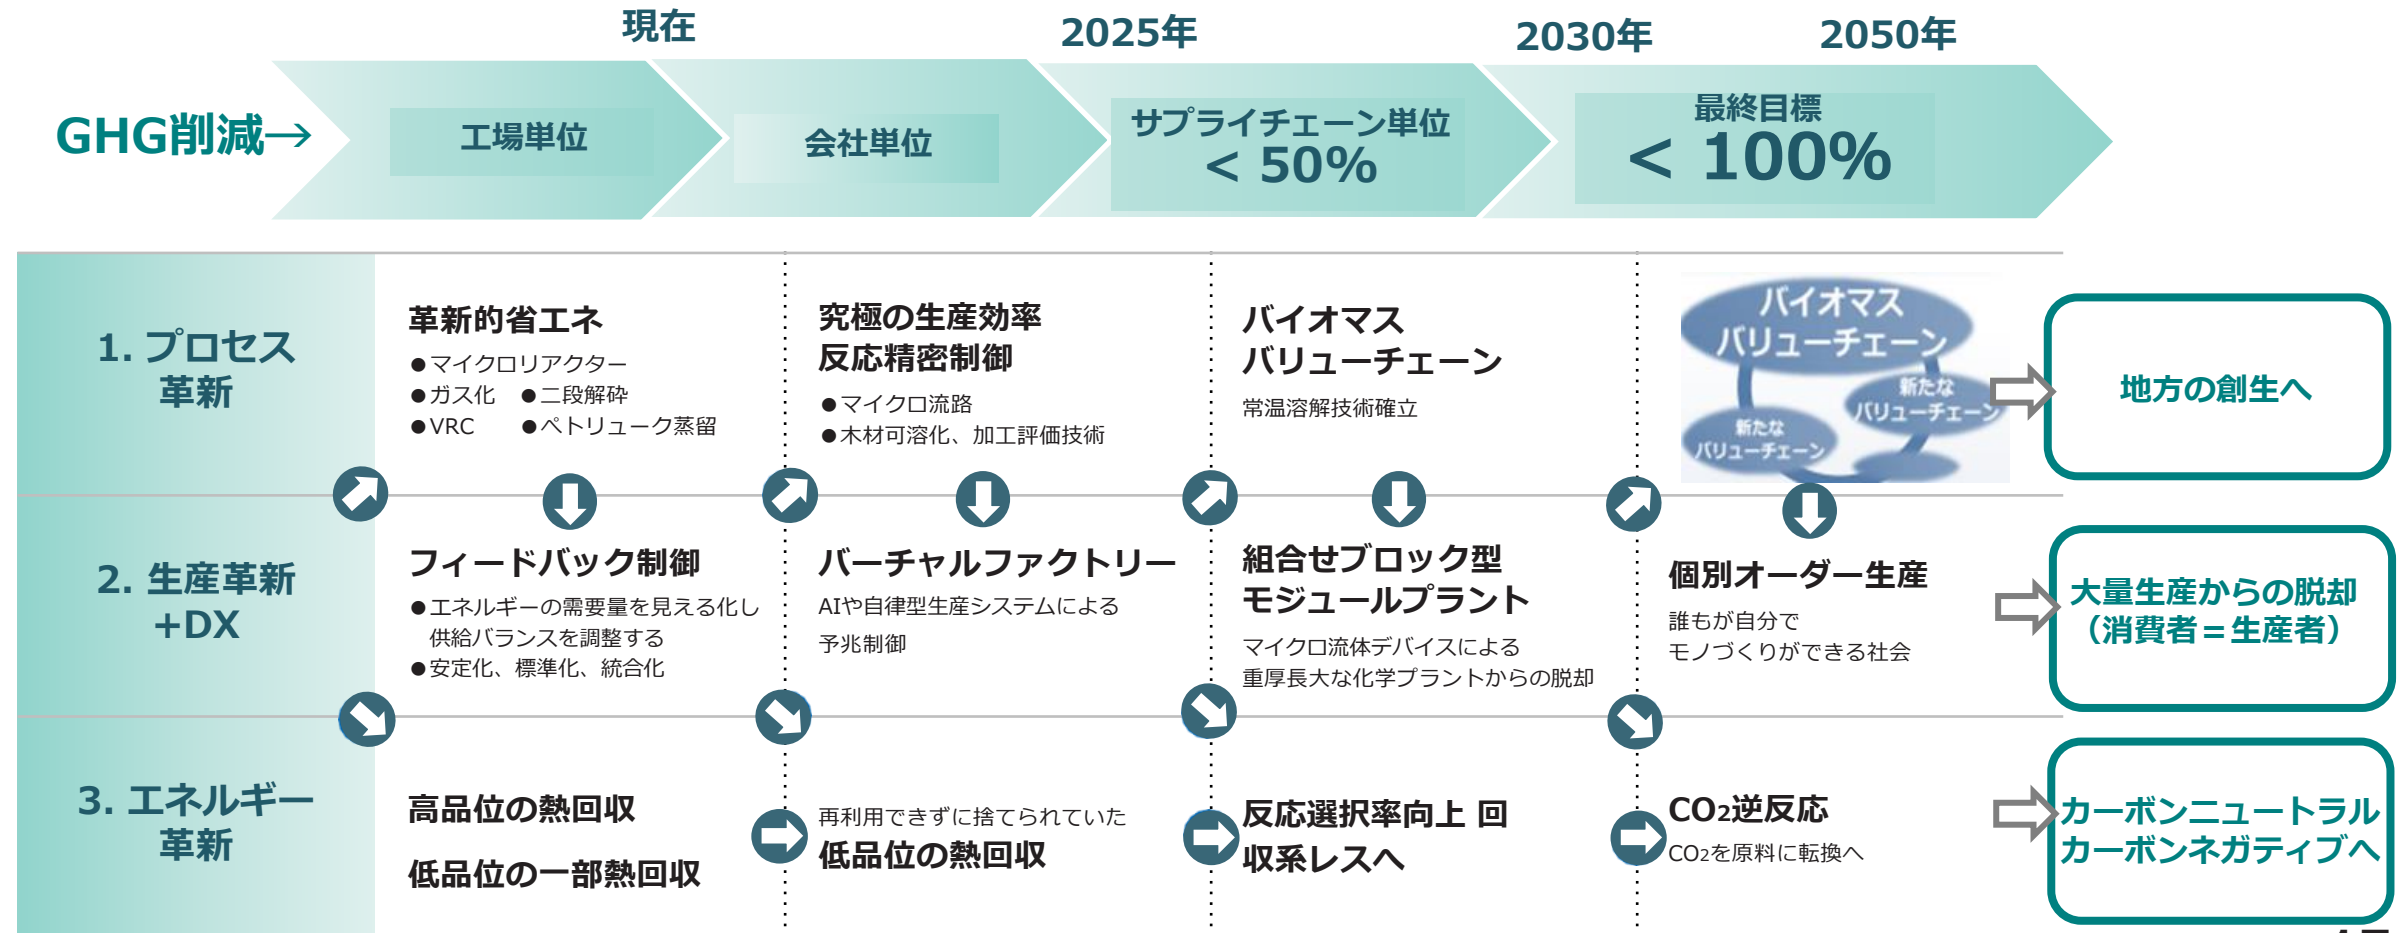 現在
2025年
2030年
2050年
GHG削減→
工場単位
会社単位
サプライチェーン単位
< 50%
最終目標
< 100%
1. プロセス
革新
革新的省エネ
●マイクロリアクター
●ガス化 ●二段解砕
●VRC ●ペトリューク蒸留
究極の生産効率
反応精密制御
●マイクロ流路
●木材可溶化、加工評価技術
バイオマス
バリューチェーン
常温溶解技術確立
バイオマス
バリューチェーン
新たな
バリューチェーン
新たな
バリューチェーン
地方の創生へ
2. 生産革新
+DX
フィードバック制御
●エネルギーの需要量を見える化し
供給バランスを調整する
●安定化、標準化、統合化
バーチャルファクトリー
AIや自律型生産システムによる
予兆制御
組合せブロック型
モジュールプラント
マイクロ流体デバイスによる
重厚長大な化学プラントからの脱却
個別オーダー生産
誰もが自分で
モノづくりができる社会
大量生産からの脱却
（消費者＝生産者）
3. エネルギー
革新
高品位の熱回収
低品位の一部熱回収
再利用できずに捨てられていた
低品位の熱回収
反応選択率向上 回
収系レスへ
CO2逆反応
CO2を原料に転換へ
カーボンニュートラル
カーボンネガティブへ